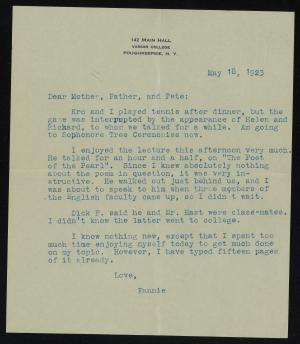 142 MAIN HALL
VASSAR COLLEGE
POUGHKEEPSIE, N. Y.
May 18, 1923
Dear Mother, Father, and Pete:
Kro and I played tennis after dinner, but the
game was interrupted by the appearance of Helen and
Rickard, to whom we talked for a while. Am going
to Sophomore Tree Ceremonies now.
I enjoyed the lecture this afternoon very much.
He talked for an hour and a half, on "The Poet
of the Pearl". Since I knew absolutely nothing
about the poem in question, it was very in-
structive. He walked out just behind us, and I
was about to speak to him when three members of
the English faculty came up, so I didn't wait.
Dick P. said he and Mr. Hast were class-mates.
I didn't know the latter went to college.
I know nothing new, except that I spent too
much time enjoying myself today to get much done
on my topic. However, I have typed fifteen pages
of it already.
Love,
Fannie